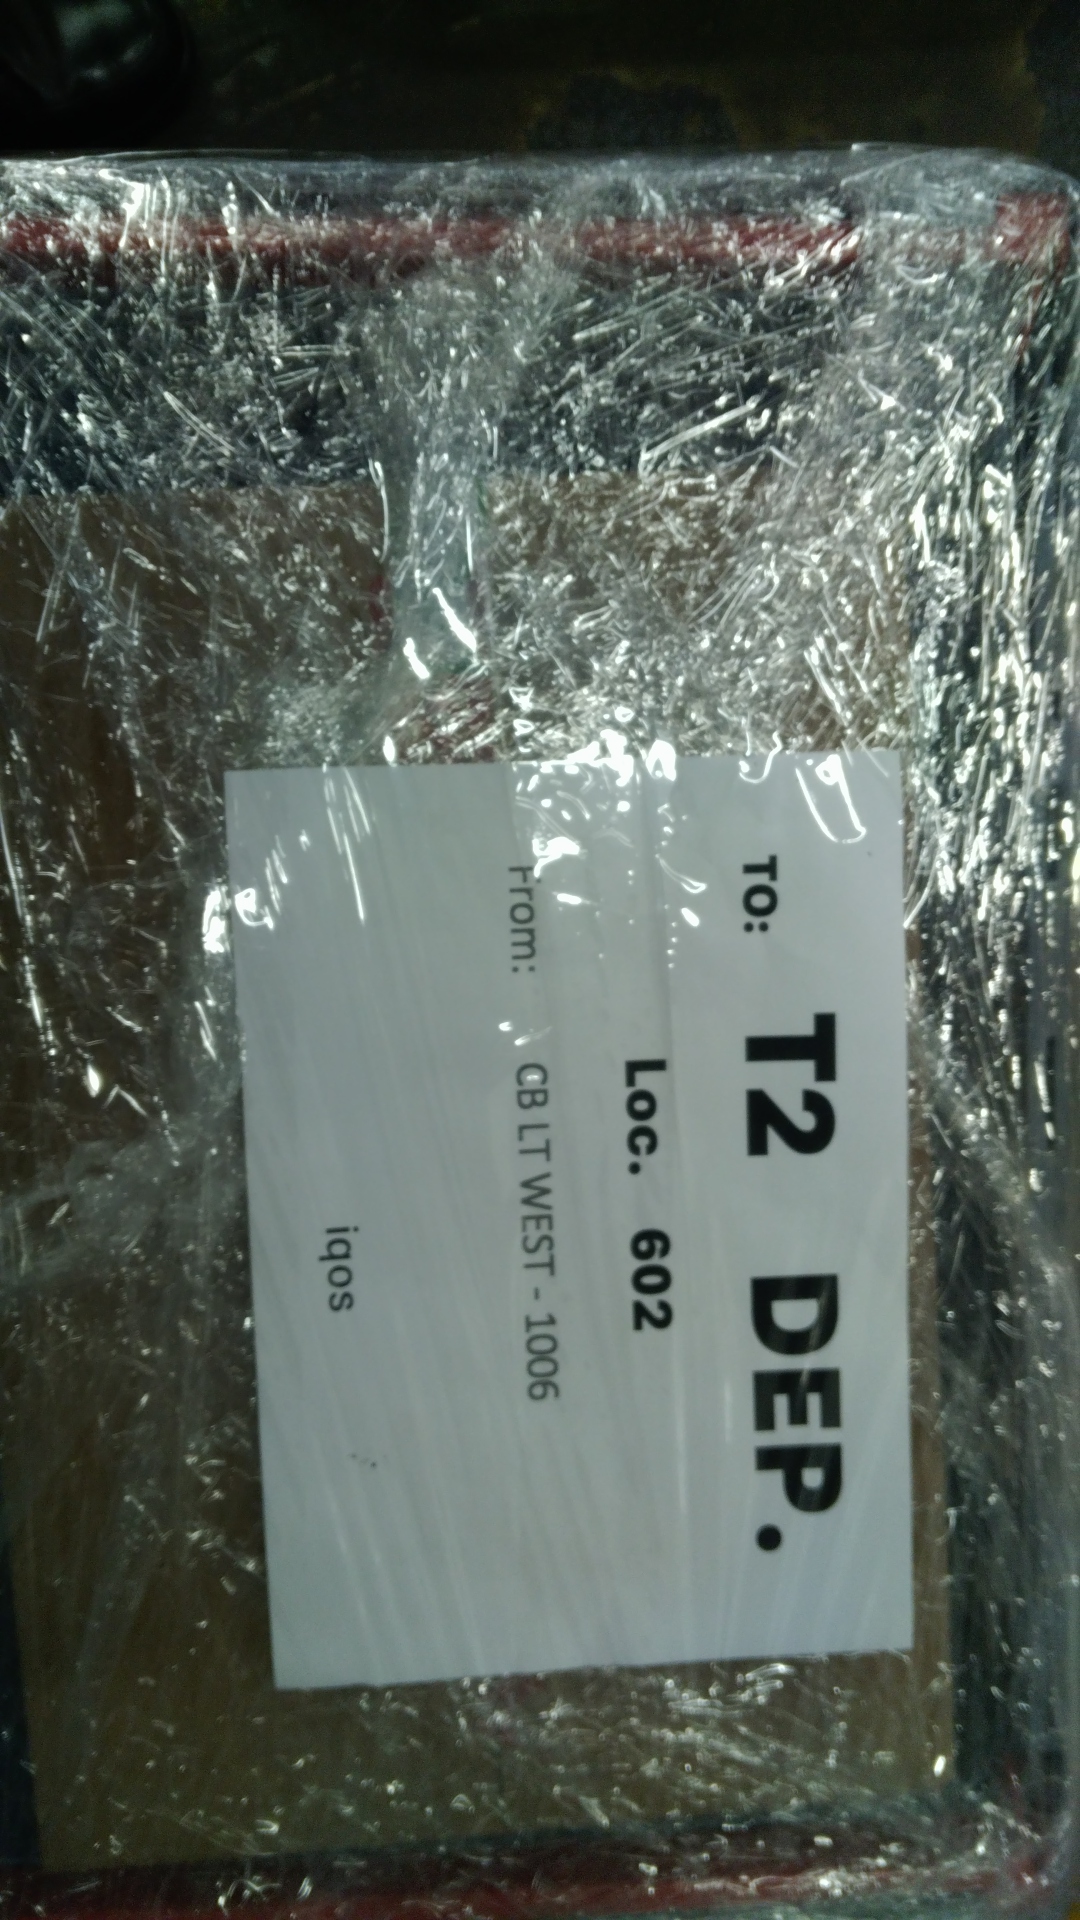 TO: T2 DEP.
Loc. 602
From: CB LT WEST - 1006
iqos